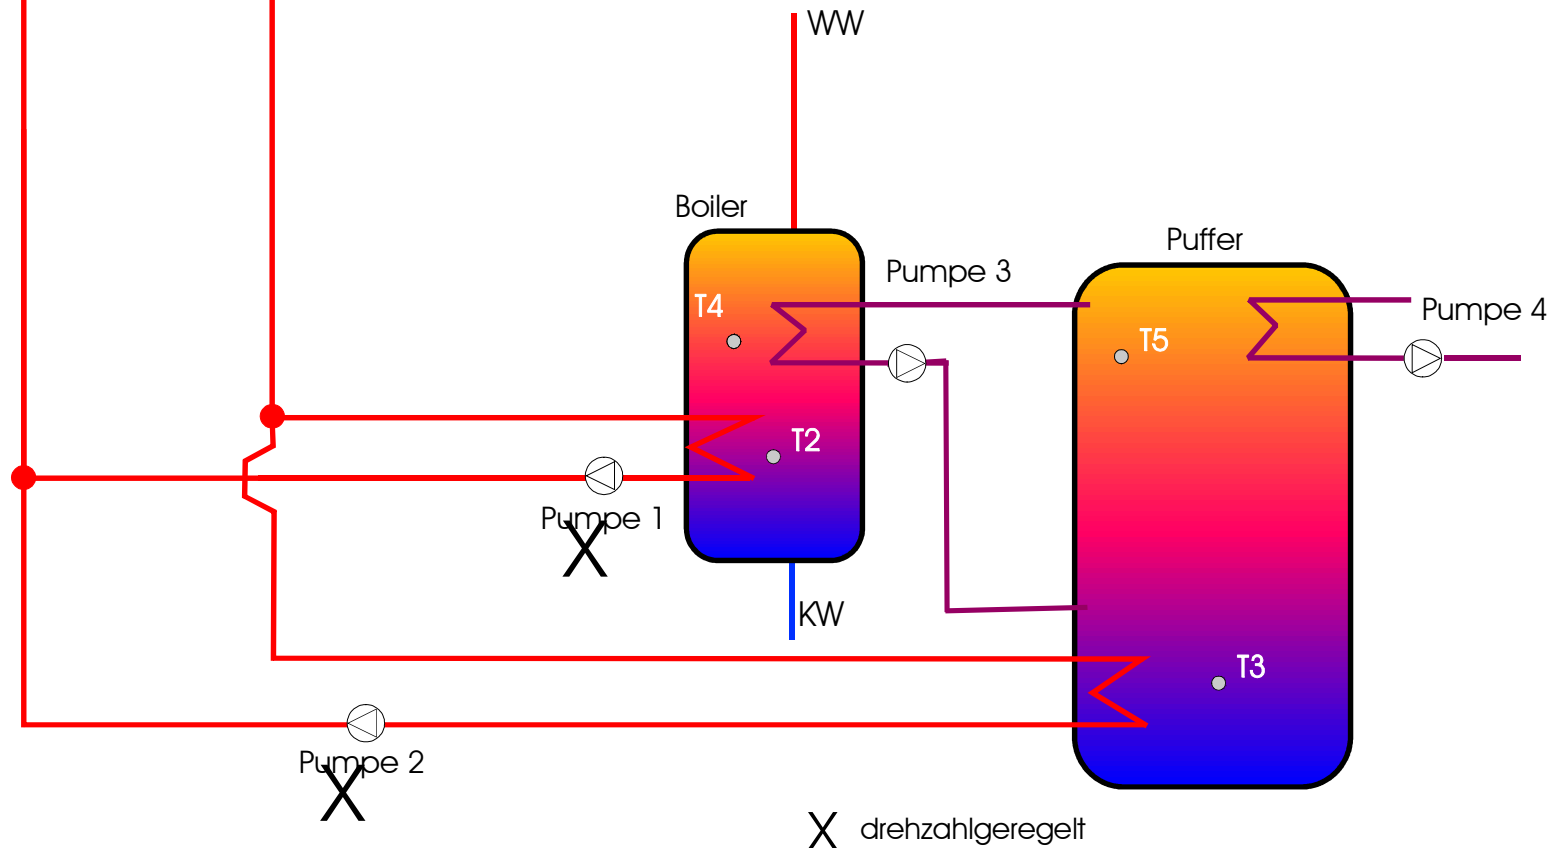 WW
Boiler
Puffer
Pumpe 3
T4
Pumpe 4
T5
T2
Pumpe 1
X
KW
T3
Pumpe 2
X
X drehzahlgeregelt